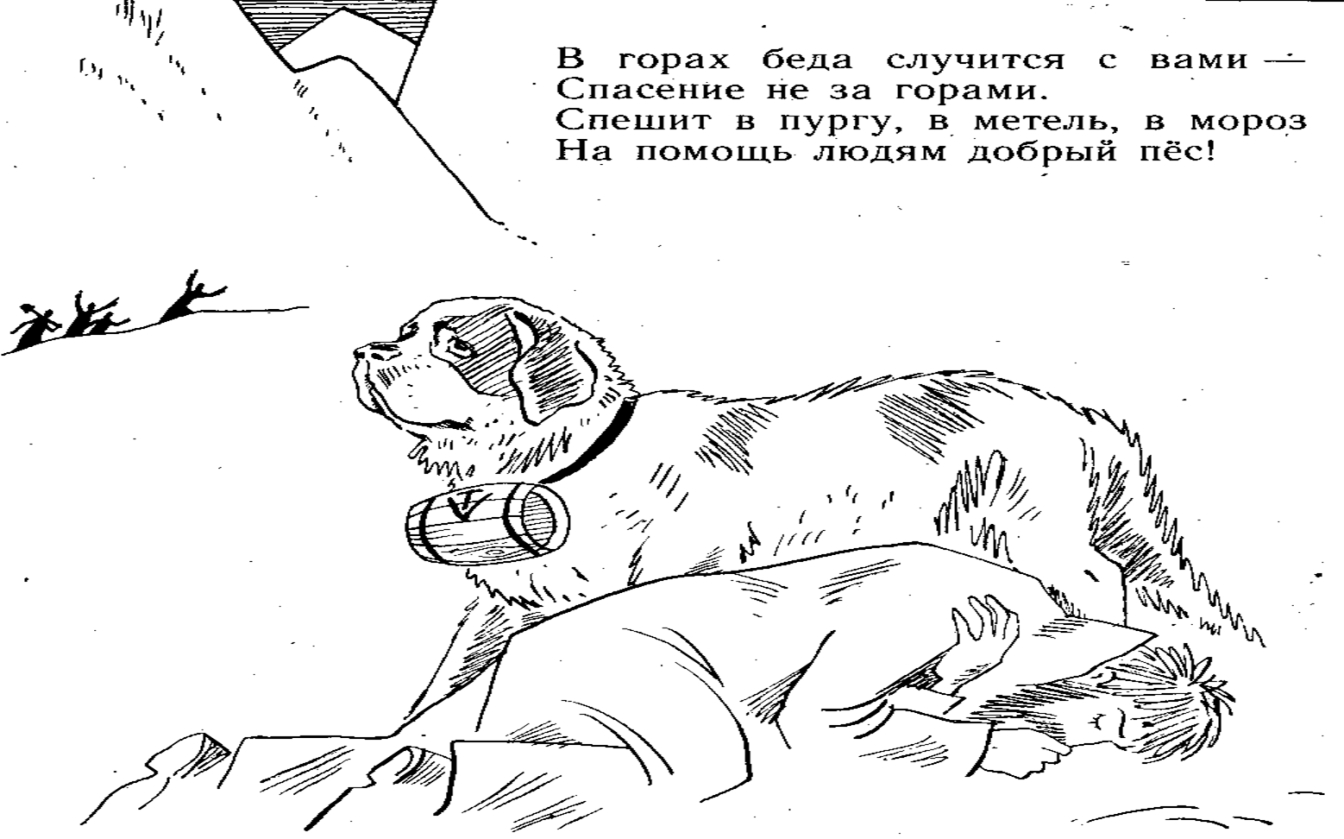 В горах беда случится с вами —
Спасение не за горами.
Спешит в пургу, в метель, в мороз
На помощь людям добрый пёс!